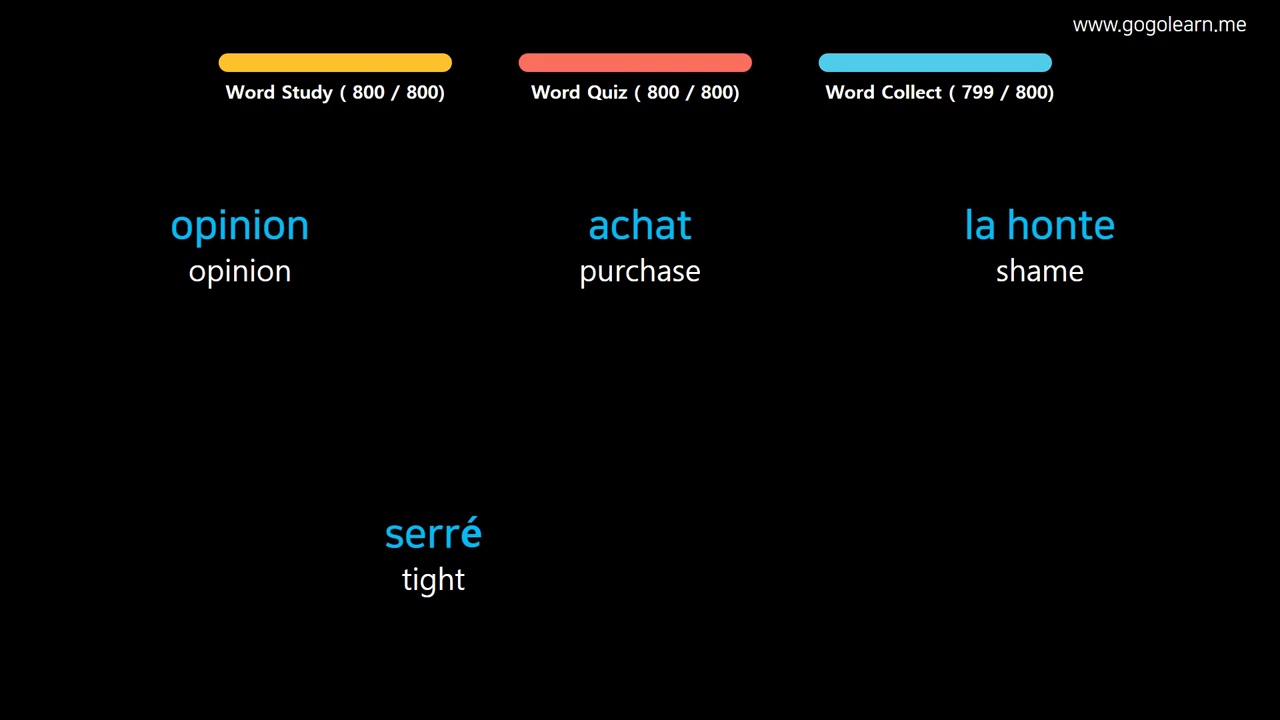 www.gogolearn.me
Word Study ( 800 / 800) Word Quiz ( 800 / 800) Word Collect ( 799 / 800)
opinion achat la honte
opinion purchase shame
serré
tight